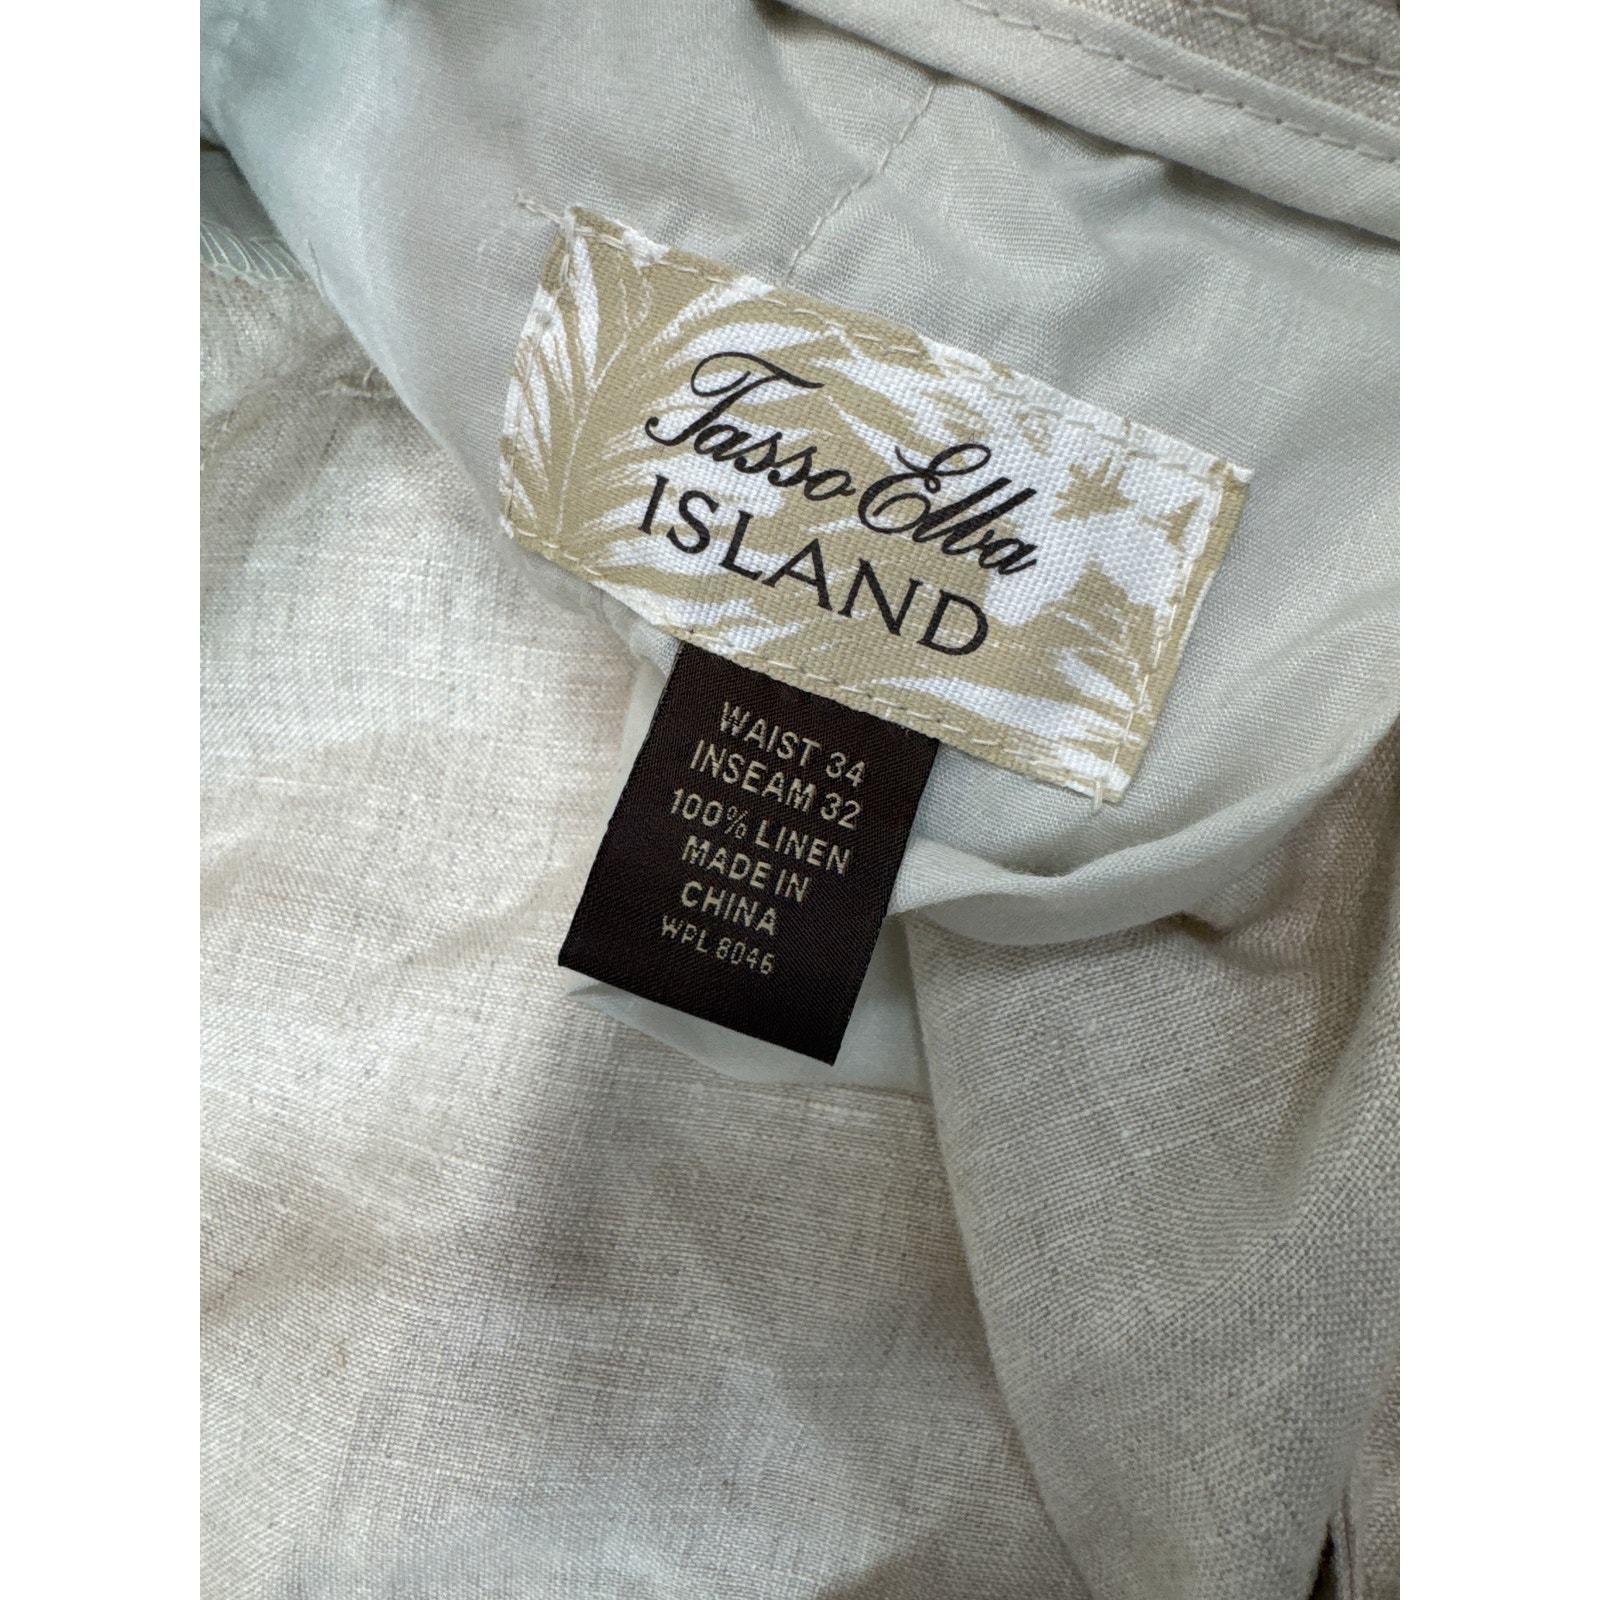 Tasso Elba
ISLAND
WAIST 34
INSEAM 32
100% LINEN
MADE IN
CHINA
WPL 8046